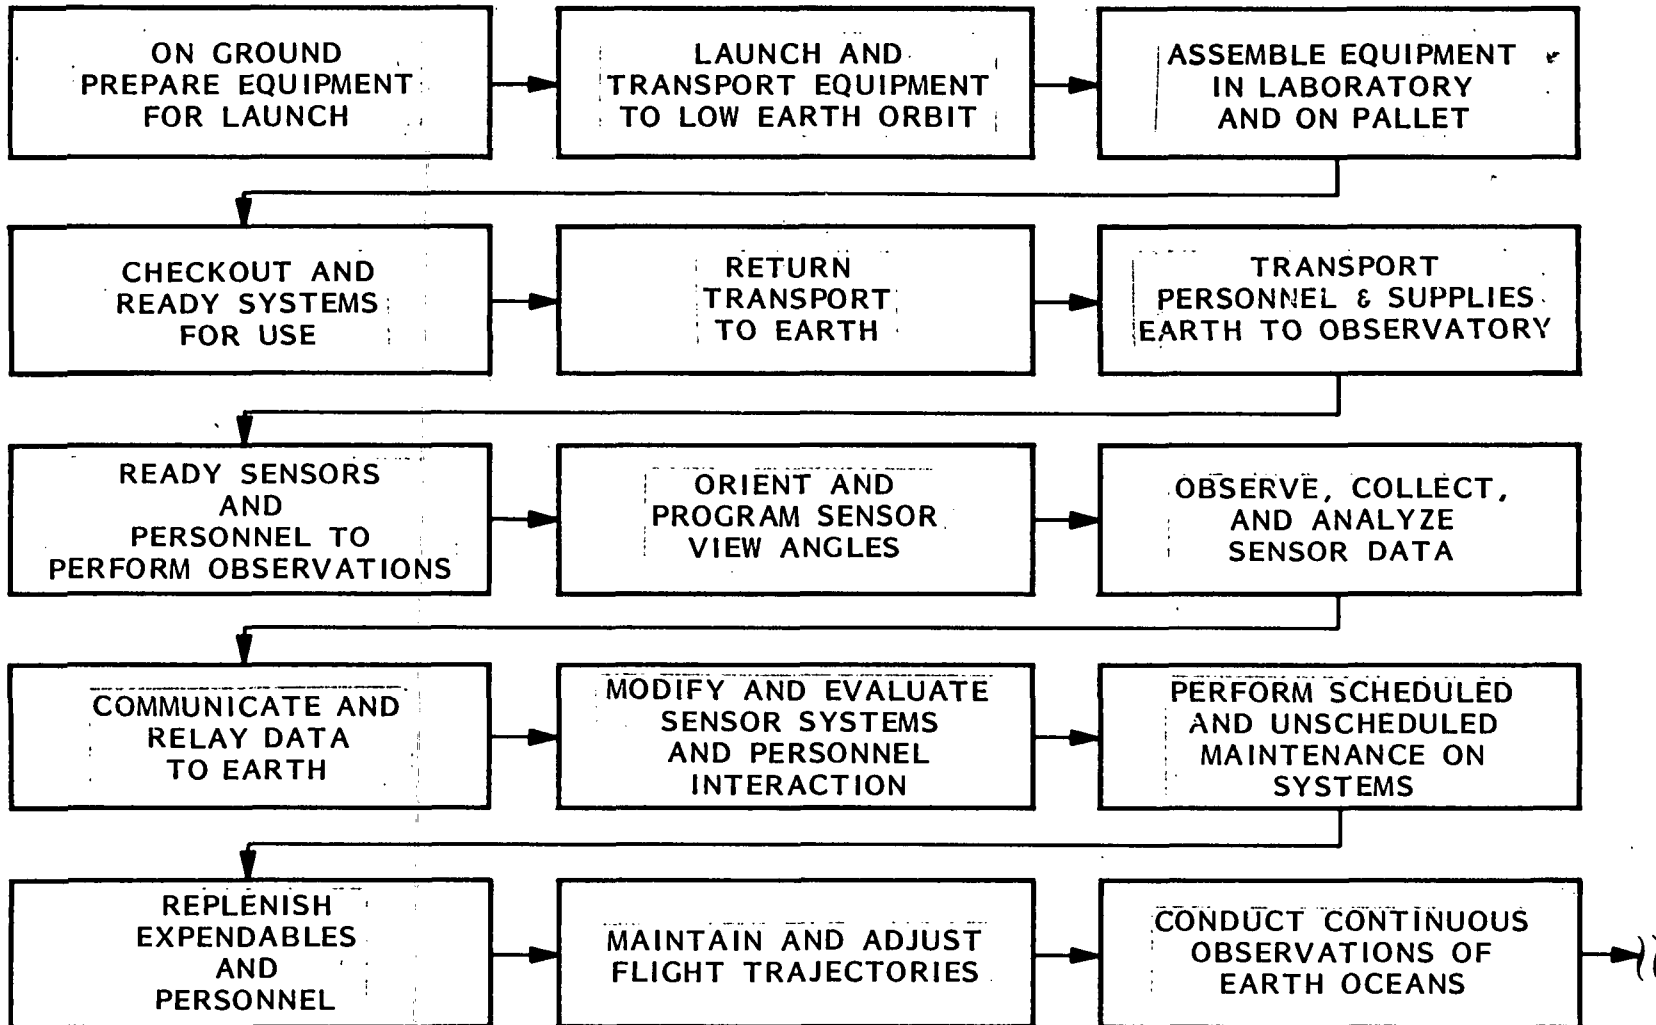 ON GROUND
PREPARE EQUIPMENT
FOR LAUNCH
LAUNCH AND
TRANSPORT EQUIPMENT
TO LOW EARTH ORBIT
ASSEMBLE EQUIPMENT
IN LABORATORY
AND ON PALLET
CHECKOUT AND
READY SYSTEMS
FOR USE
RETURN
TRANSPORT
TO EARTH
TRANSPORT
PERSONNEL & SUPPLIES
EARTH TO OBSERVATORY
READY SENSORS
AND
PERSONNEL TO
PERFORM OBSERVATIONS
ORIENT AND
PROGRAM SENSOR
VIEW ANGLES
OBSERVE, COLLECT,
AND ANALYZE
SENSOR DATA
COMMUNICATE AND
RELAY DATA
TO EARTH
MODIFY AND EVALUATE
SENSOR SYSTEMS
AND PERSONNEL
INTERACTION
PERFORM SCHEDULED
AND UNSCHEDULED
MAINTENANCE ON
SYSTEMS
REPLENISH
EXPENDABLES
AND
PERSONNEL
MAINTAIN AND ADJUST
FLIGHT TRAJECTORIES
CONDUCT CONTINUOUS
OBSERVATIONS OF
EARTH OCEANS